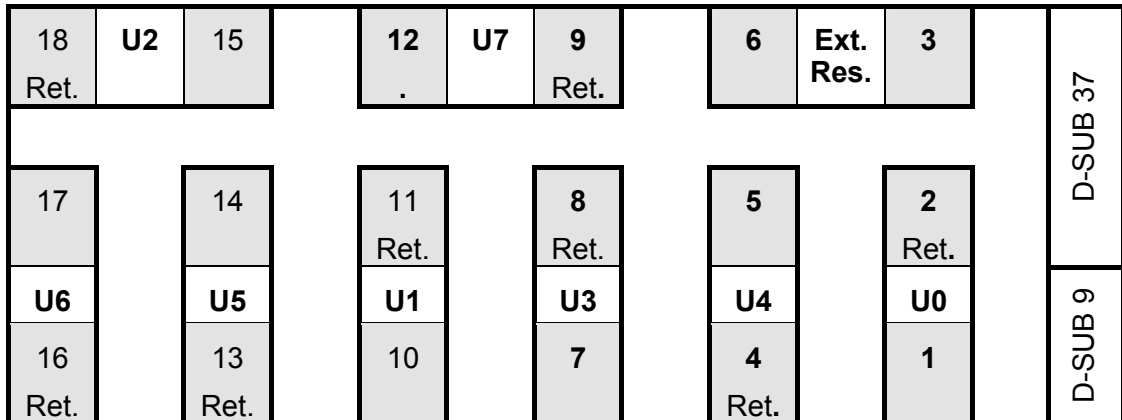 18 U2 15 12 U7 9 6 Ext. 3
Ret. . Ret. Res.
D-SUB 37
17 14 11 8 5 2
Ret. Ret. Ret.
U6 U5 U1 U3 U4 U0
D-SUB 9
16 13 10 7 4 1
Ret. Ret. Ret.